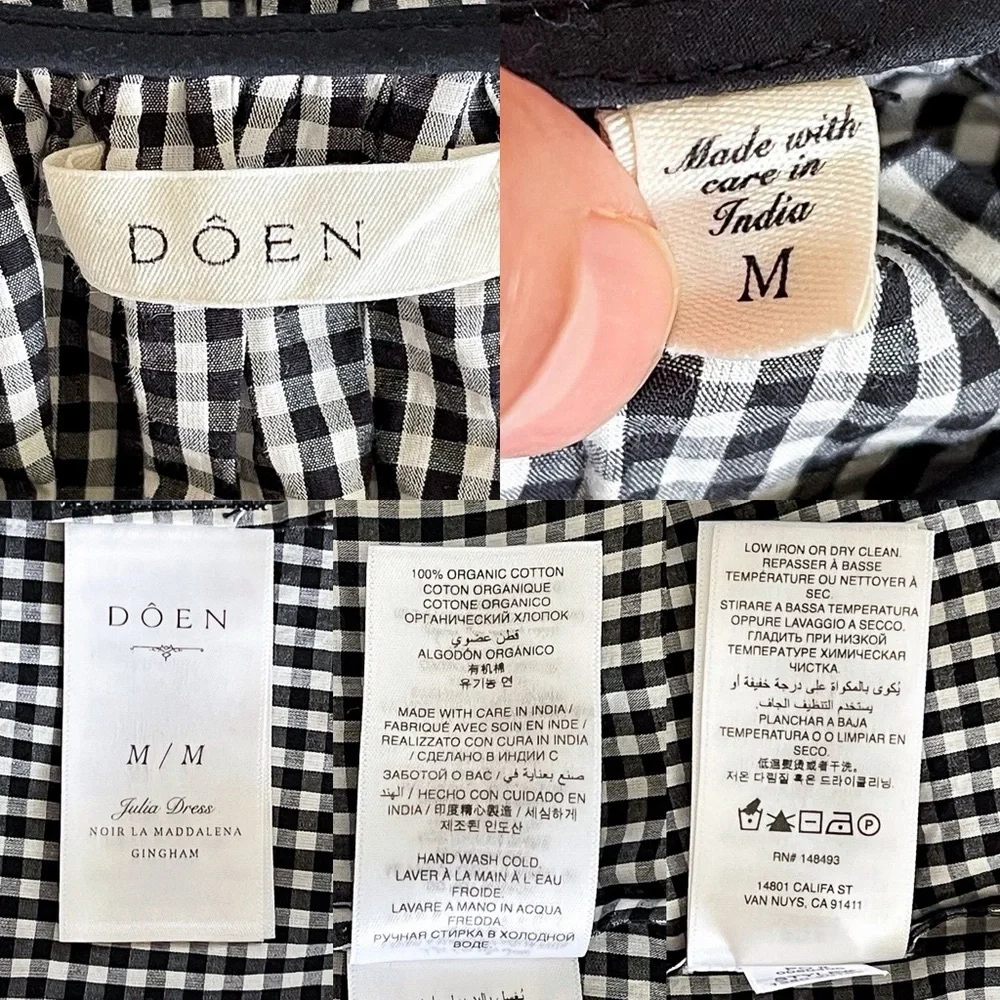 DÔEN
Made with
care in
India
M
DÔEN
M / M
Julia Dress
NOIR LA MADDALENA
GINGHAM
100% ORGANIC COTTON
COTON ORGANIQUE
COTONE ORGANICO
ОРГАНИЧЕСКИЙ ХЛОПОК
قطن عضوي
ALGODÓN ORGÁNICO
有机棉
유기농 면
MADE WITH CARE IN INDIA /
FABRIQUÉ AVEC SOIN EN INDE /
REALIZZATO CON CURA IN INDIA
/ СДЕЛАНО В ИНДИИ С
ЗАБОТОЙ О ВАС / صنع بعناية في
الهند / HECHO CON CUIDADO EN
INDIA / 印度精心製造 / 세심하게
제조된 인도산
HAND WASH COLD.
LAVER À LA MAIN À L'EAU
FROIDE.
LAVARE A MANO IN ACQUA
FREDDA
РУЧНАЯ СТИРКА В ХОЛОДНОЙ
ВОДЕ
LOW IRON OR DRY CLEAN.
REPASSER À BASSE
TEMPÉRATURE OU NETTOYER À
SEC.
STIRARE A BASSA TEMPERATURA
OPPURE LAVAGGIO A SECCO.
ГЛАДИТЬ ПРИ НИЗКОЙ
ТЕМПЕРАТУРЕ ХИМИЧЕСКАЯ
ЧИСТКА
يُكوى بالمكواة على درجة خفيفة أو
يستخدم التنظيف الجاف.
PLANCHAR A BAJA
TEMPERATURA O O LIMPIAR EN
SECO.
低溫熨燙或者干洗。
저온 다림질 혹은 드라이클리닝.
P
RN# 148493
14801 CALIFA ST
VAN NUYS, CA 91411